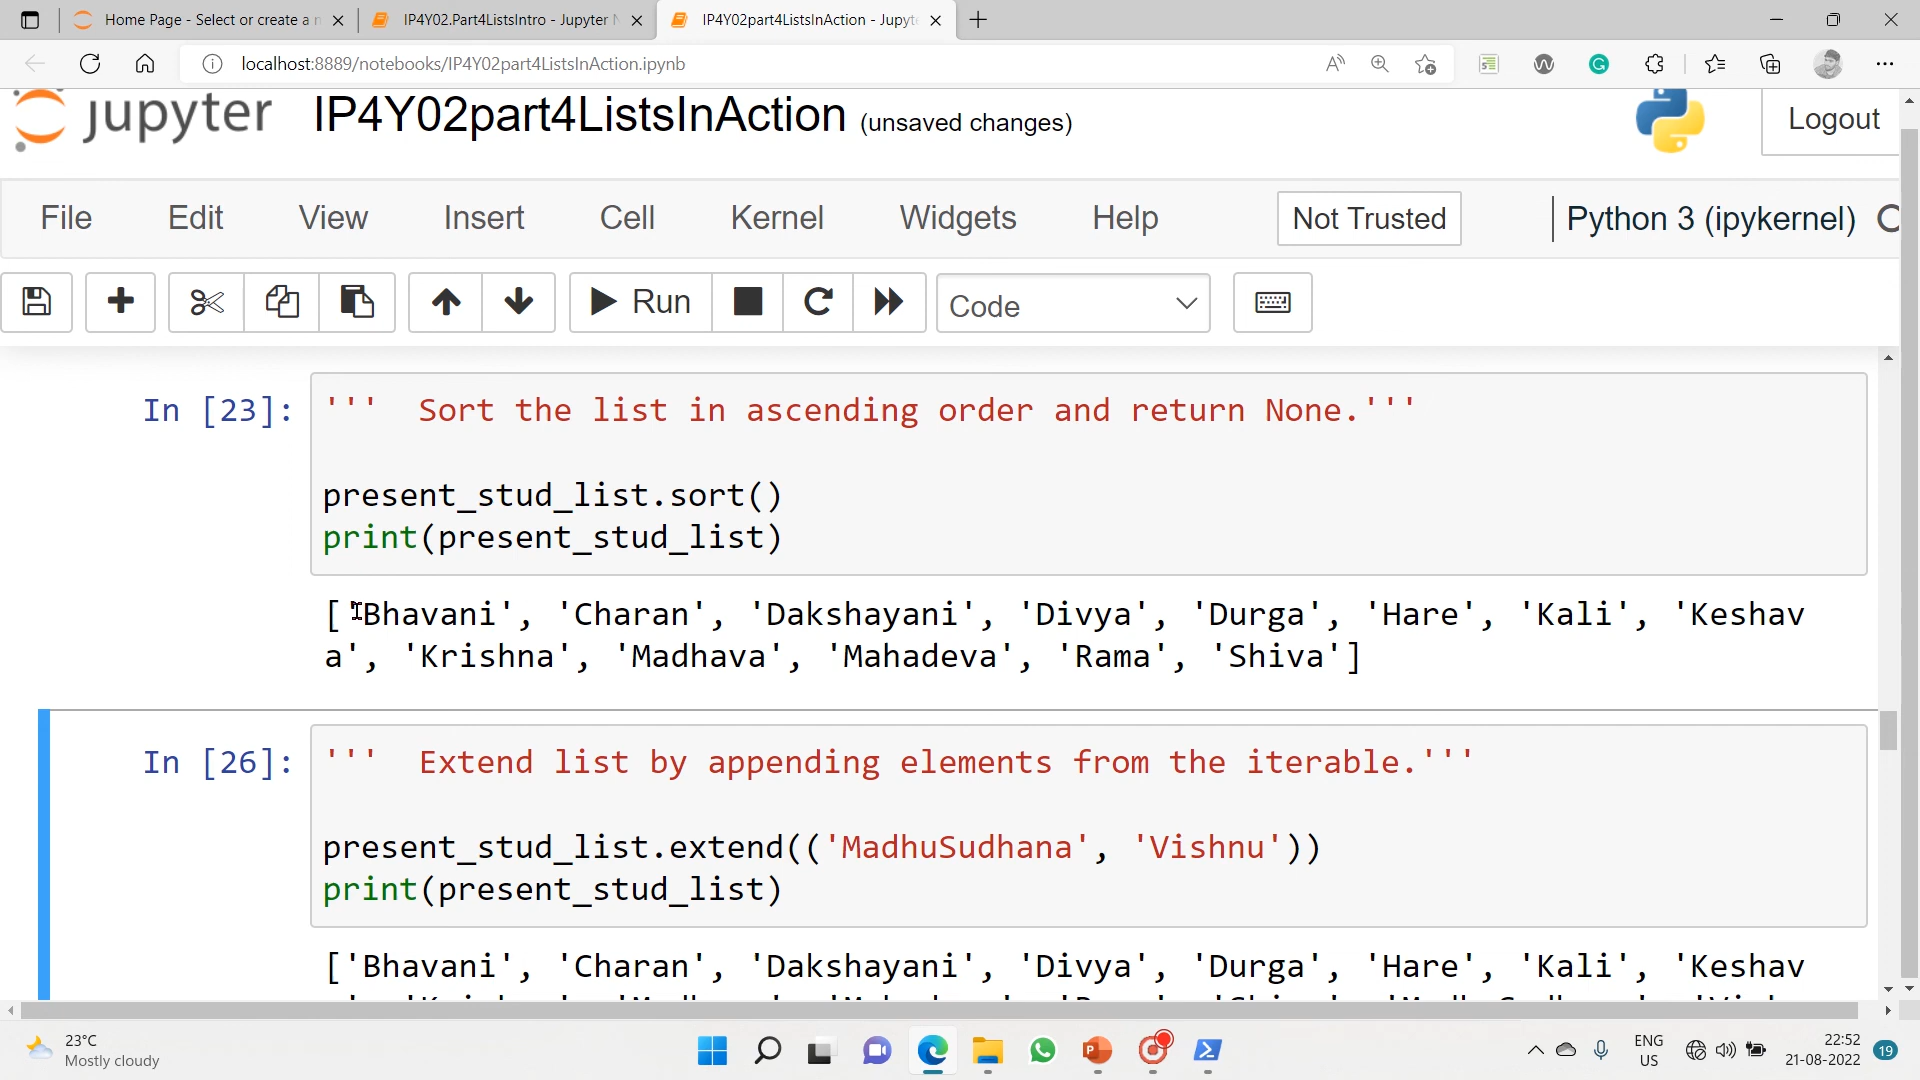 Home Page - Select or create a n
IP4Y02.Part4ListsIntro - Jupyter N
IP4Y02part4ListsInAction - Jupyt
localhost:8889/notebooks/IP4Y02part4ListsInAction.ipynb
jupyter IP4Y02part4ListsInAction (unsaved changes)
Logout
File Edit View Insert Cell Kernel Widgets Help Not Trusted Python 3 (ipykernel)
Run Code
In [23]: ''' Sort the list in ascending order and return None.'''
present_stud_list.sort()
print(present_stud_list)
['Bhavani', 'Charan', 'Dakshayani', 'Divya', 'Durga', 'Hare', 'Kali', 'Keshav
a', 'Krishna', 'Madhava', 'Mahadeva', 'Rama', 'Shiva']
In [26]: ''' Extend list by appending elements from the iterable.'''
present_stud_list.extend(('MadhuSudhana', 'Vishnu'))
print(present_stud_list)
['Bhavani', 'Charan', 'Dakshayani', 'Divya', 'Durga', 'Hare', 'Kali', 'Keshav
23°C
Mostly cloudy
ENG
US
22:52
21-08-2022
19